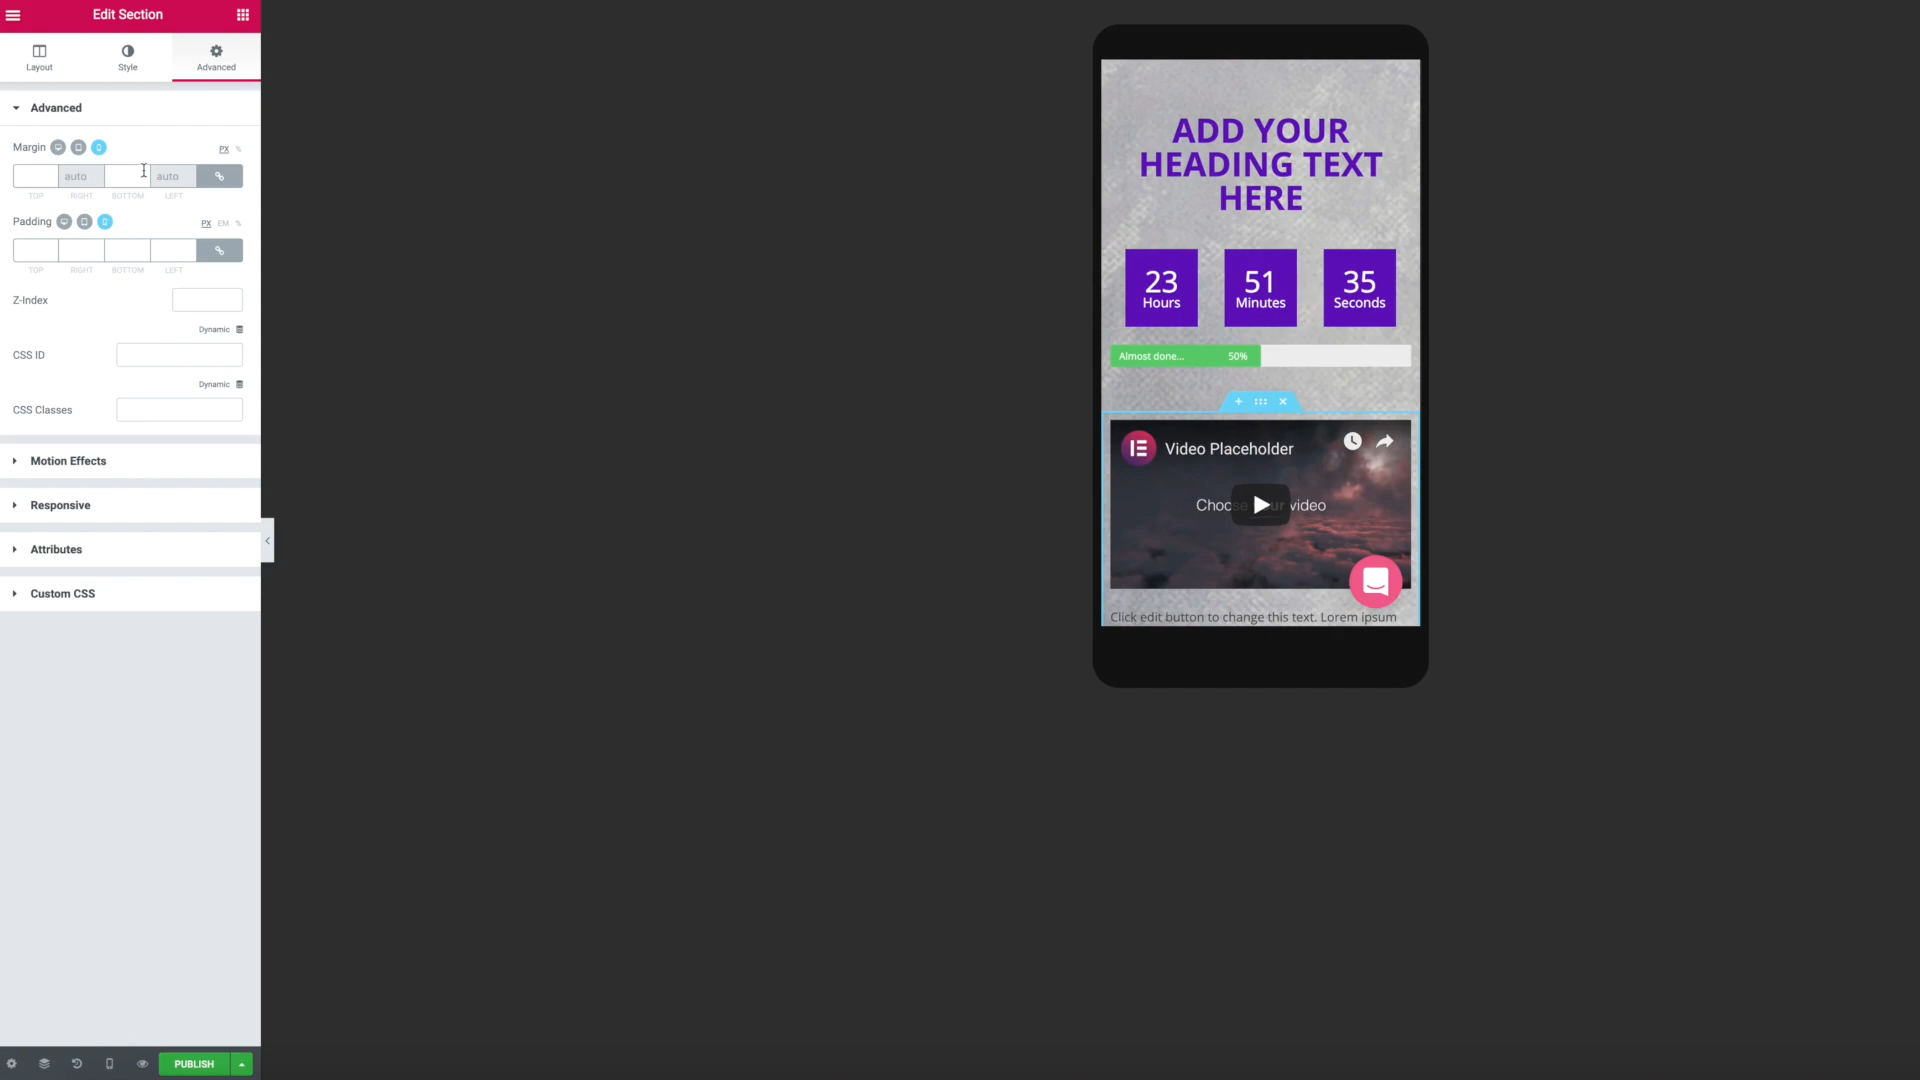 Edit Section
Layout
Style
Advanced
Advanced
Margin
PX %
auto
auto
TOP RIGHT BOTTOM LEFT
Padding
PX EM %
TOP RIGHT BOTTOM LEFT
Z-Index
Dynamic
CSS ID
Dynamic
CSS Classes
Motion Effects
Responsive
Attributes
Custom CSS
PUBLISH
ADD YOUR
HEADING TEXT
HERE
23
Hours
51
Minutes
35
Seconds
Almost done...
50%
Video Placeholder
Choose your video
Click edit button to change this text. Lorem ipsum